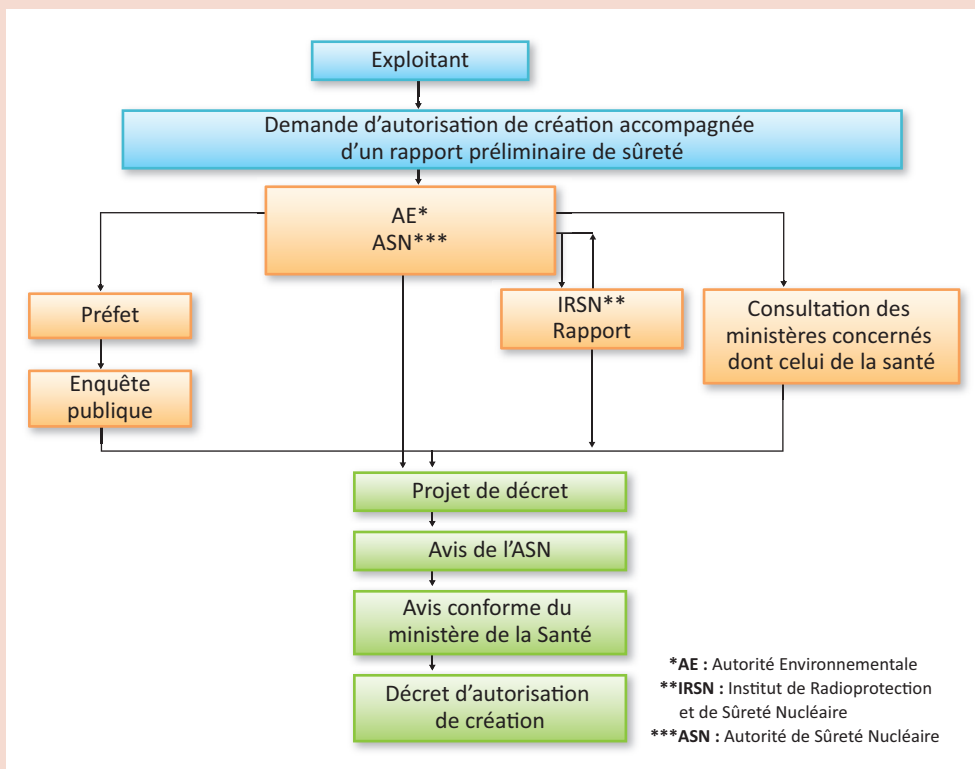 Exploitant
Demande d'autorisation de création accompagnée
d'un rapport préliminaire de sûreté
AE*
ASN***
Préfet
IRSN**
Rapport
Consultation des
ministères concernés
dont celui de la santé
Enquête
publique
Projet de décret
Avis de l'ASN
Avis conforme du
ministère de la Santé
Décret d'autorisation
de création
*AE : Autorité Environnementale
**IRSN : Institut de Radioprotection
et de Sûreté Nucléaire
***ASN : Autorité de Sûreté Nucléaire